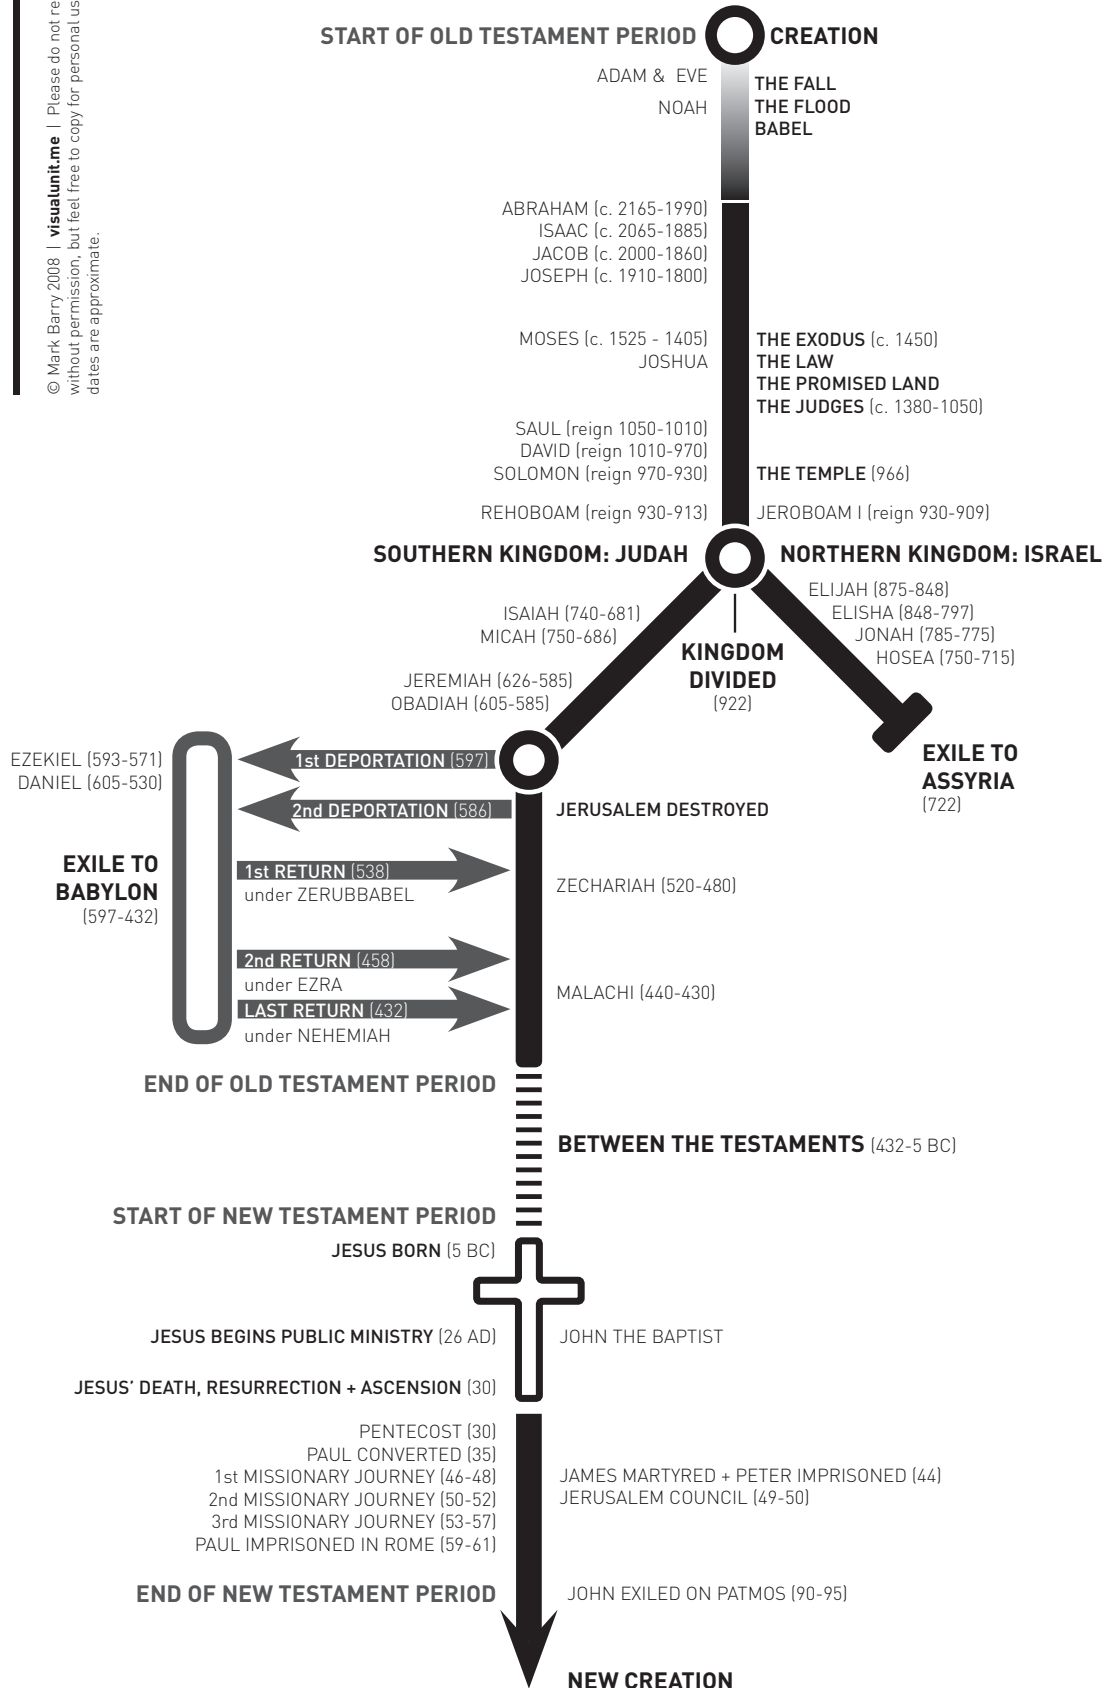 © Mark Barry 2008 | visualunit.me | Please do not re
without permission, but feel free to copy for personal us
dates are approximate.
START OF OLD TESTAMENT PERIOD CREATION
ADAM & EVE
NOAH
THE FALL
THE FLOOD
BABEL
ABRAHAM (c. 2165-1990)
ISAAC (c. 2065-1885)
JACOB (c. 2000-1860)
JOSEPH (c. 1910-1800)
MOSES (c. 1525 - 1405)
JOSHUA
THE EXODUS (c. 1450)
THE LAW
THE PROMISED LAND
THE JUDGES (c. 1380-1050)
SAUL (reign 1050-1010)
DAVID (reign 1010-970)
SOLOMON (reign 970-930)
THE TEMPLE (966)
REHOBOAM (reign 930-913)
JEROBOAM I (reign 930-909)
SOUTHERN KINGDOM: JUDAH
NORTHERN KINGDOM: ISRAEL
ISAIAH (740-681)
MICAH (750-686)
JEREMIAH (626-585)
OBADIAH (605-585)
KINGDOM
DIVIDED
(922)
ELIJAH (875-848)
ELISHA (848-797)
JONAH (785-775)
HOSEA (750-715)
EXILE TO
ASSYRIA
(722)
EZEKIEL (593-571)
DANIEL (605-530)
1st DEPORTATION (597)
2nd DEPORTATION (586)
JERUSALEM DESTROYED
EXILE TO
BABYLON
(597-432)
1st RETURN (538)
under ZERUBBABEL
ZECHARIAH (520-480)
2nd RETURN (458)
under EZRA
MALACHI (440-430)
LAST RETURN (432)
under NEHEMIAH
END OF OLD TESTAMENT PERIOD
BETWEEN THE TESTAMENTS (432-5 BC)
START OF NEW TESTAMENT PERIOD
JESUS BORN (5 BC)
JESUS BEGINS PUBLIC MINISTRY (26 AD)
JOHN THE BAPTIST
JESUS' DEATH, RESURRECTION + ASCENSION (30)
PENTECOST (30)
PAUL CONVERTED (35)
1st MISSIONARY JOURNEY (46-48)
2nd MISSIONARY JOURNEY (50-52)
3rd MISSIONARY JOURNEY (53-57)
PAUL IMPRISONED IN ROME (59-61)
JAMES MARTYRED + PETER IMPRISONED (44)
JERUSALEM COUNCIL (49-50)
END OF NEW TESTAMENT PERIOD
JOHN EXILED ON PATMOS (90-95)
NEW CREATION